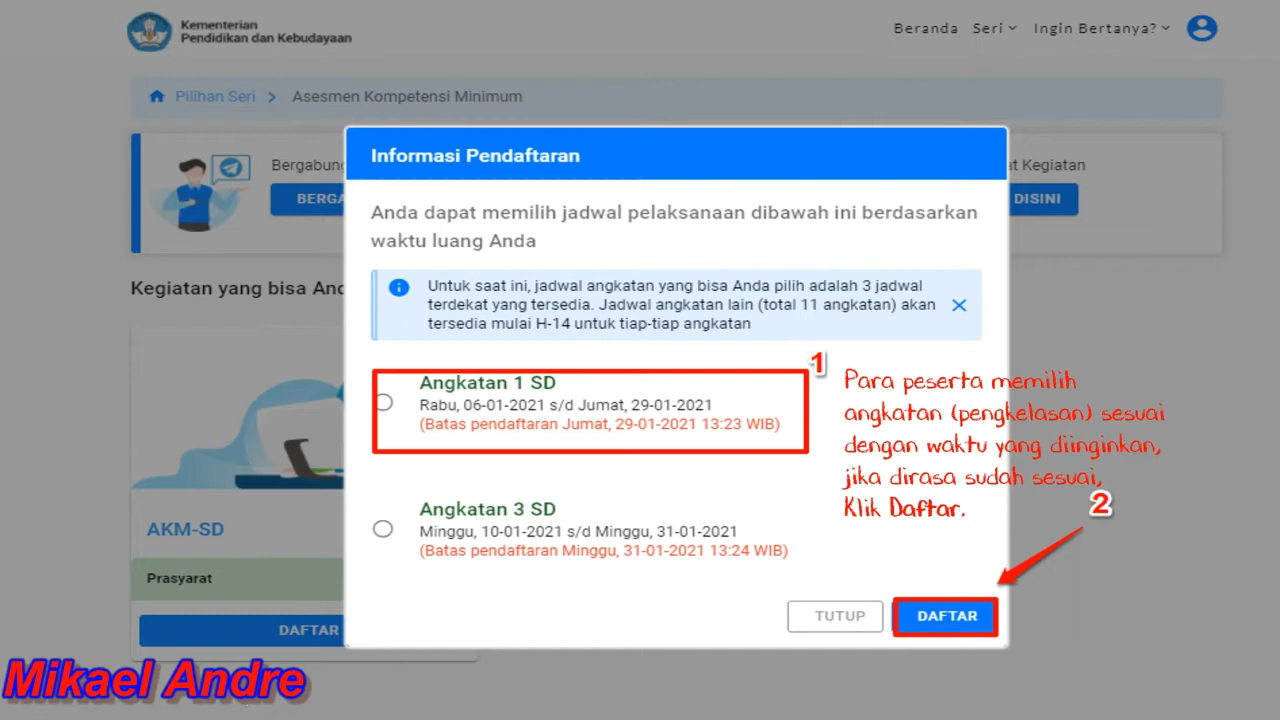 Kementerian
Pendidikan dan Kebudayaan
Beranda Seri Ingin Bertanya?
Pilihan Seri > Asesmen Kompetensi Minimum
Bergabung
t Kegiatan
BERGA
DISINI
Kegiatan yang bisa And
Informasi Pendaftaran
Anda dapat memilih jadwal pelaksanaan dibawah ini berdasarkan
waktu luang Anda
Untuk saat ini, jadwal angkatan yang bisa Anda pilih adalah 3 jadwal
terdekat yang tersedia. Jadwal angkatan lain (total 11 angkatan) akan
tersedia mulai H-14 untuk tiap-tiap angkatan
1
Angkatan 1 SD
Rabu, 06-01-2021 s/d Jumat, 29-01-2021
(Batas pendaftaran Jumat, 29-01-2021 13:23 WIB)
Para peserta memilih
angkatan (pengkelasan) sesuai
dengan waktu yang diinginkan,
jika dirasa sudah sesuai,
Klik Daftar.
2
Angkatan 3 SD
Minggu, 10-01-2021 s/d Minggu, 31-01-2021
(Batas pendaftaran Minggu, 31-01-2021 13:24 WIB)
TUTUP
DAFTAR
AKM-SD
Prasyarat
DAFTAR
Mikael Andre